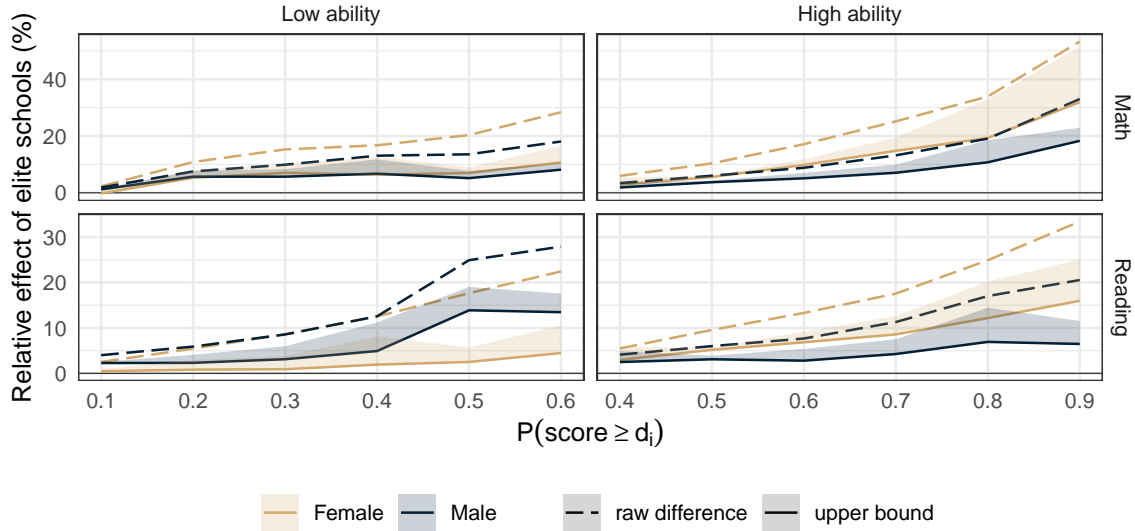 Low ability
High ability
Relative effect of elite schools (%)
40
20
0
Math
30
20
10
0
Reading
0.1 0.2 0.3 0.4 0.5 0.6
0.4 0.5 0.6 0.7 0.8 0.9
P(score ≥ di)
Female Male raw difference upper bound